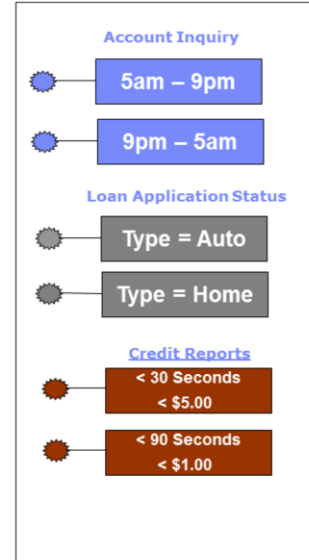 Account Inquiry
5am – 9pm
9pm – 5am
Loan Application Status
Type = Auto
Type = Home
Credit Reports
< 30 Seconds
< $5.00
< 90 Seconds
< $1.00